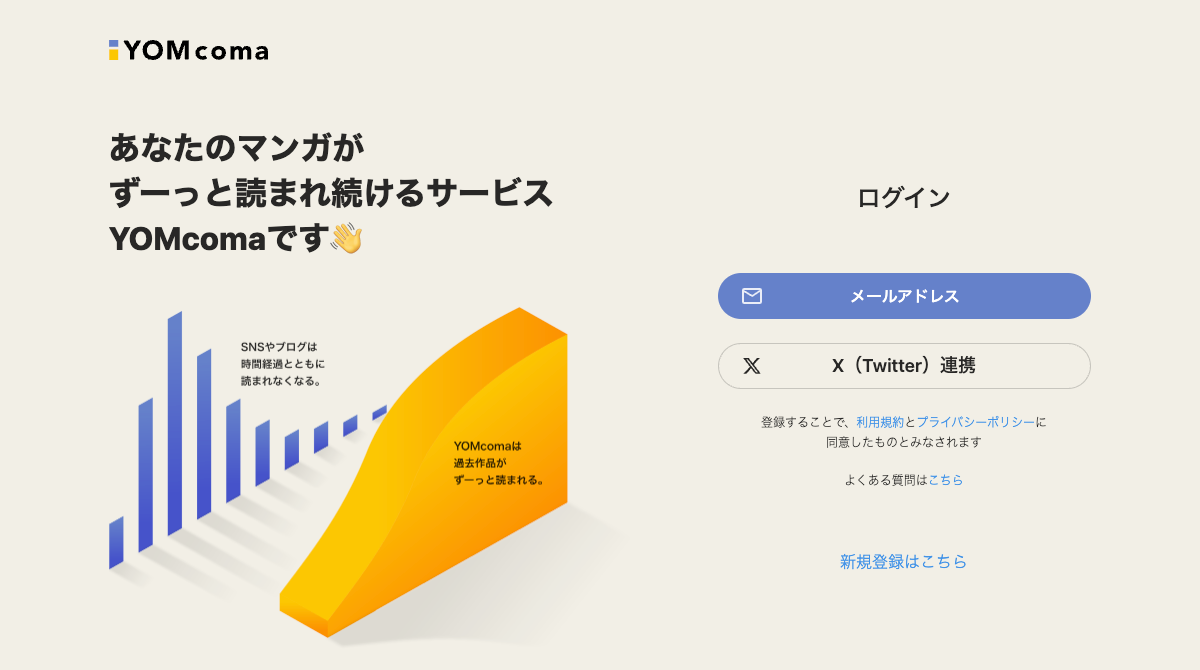 YOMcoma
あなたのマンガが
ずーっと読まれ続けるサービス
YOMcomaです👋
SNSやブログは
時間経過とともに
読まれなくなる。
YOMcomaは
過去作品が
ずーっと読まれる。
ログイン
メールアドレス
X（Twitter）連携
登録することで、利用規約とプライバシーポリシーに
同意したものとみなされます
よくある質問はこちら
新規登録はこちら